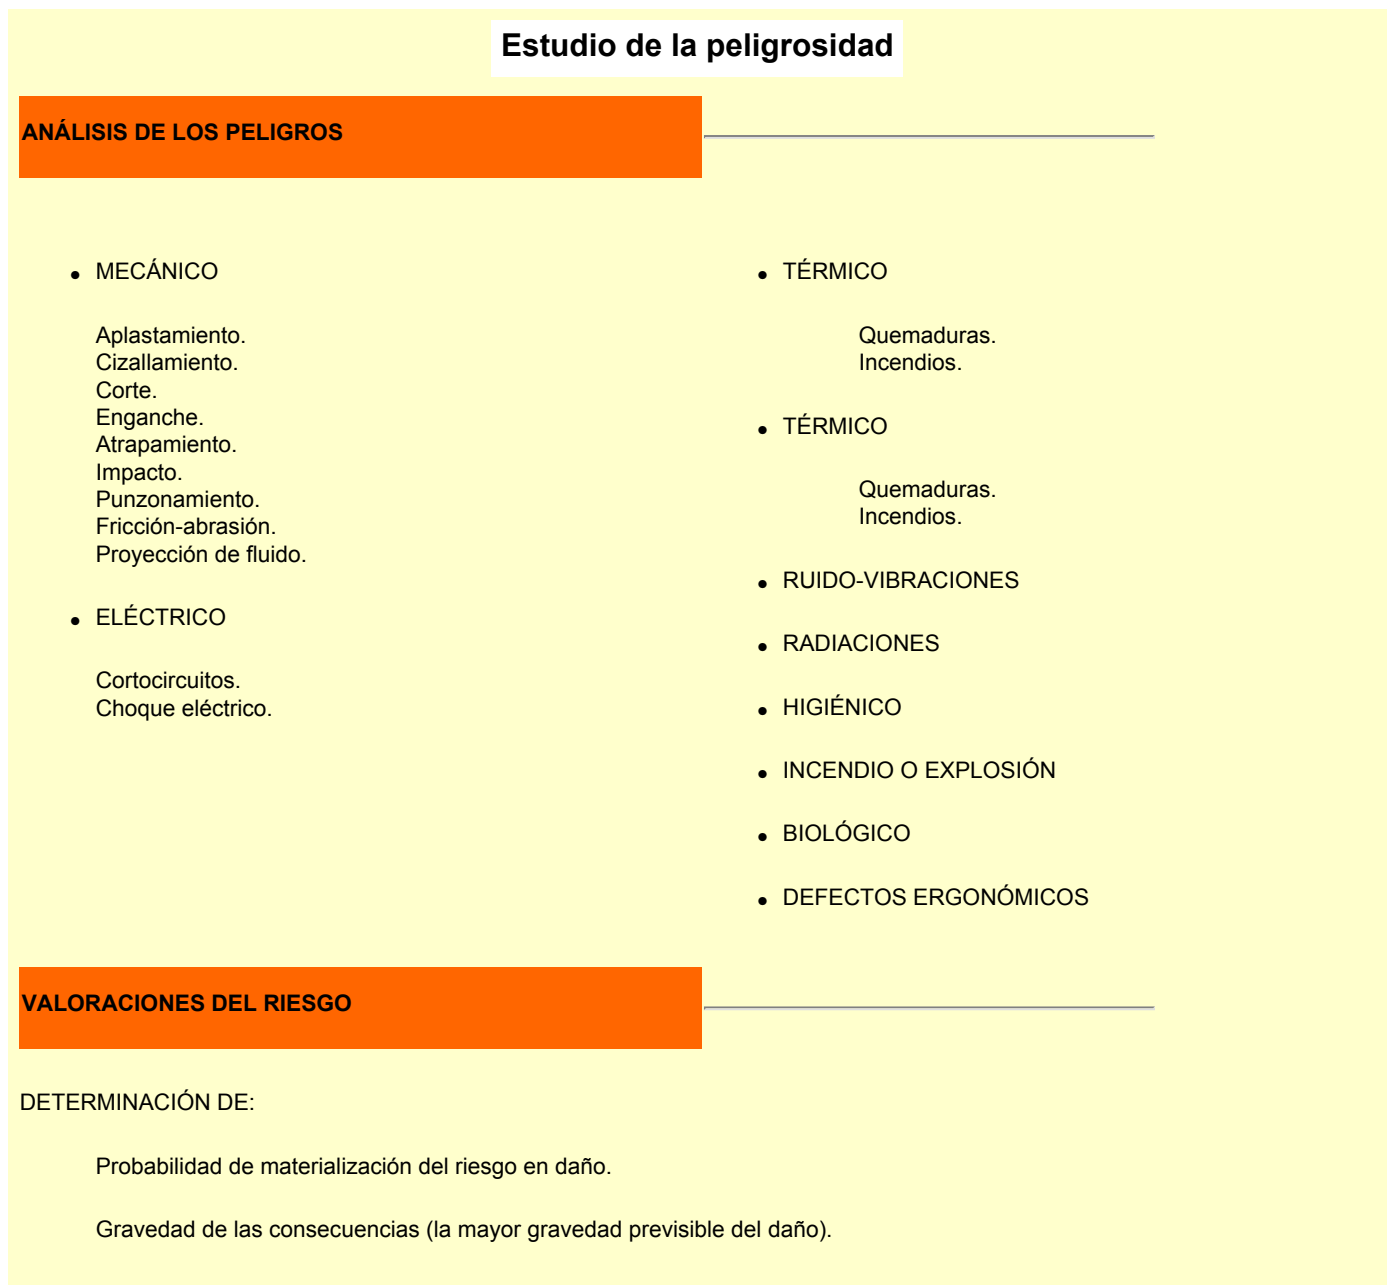 Estudio de la peligrosidad
ANÁLISIS DE LOS PELIGROS
MECÁNICO
Aplastamiento.
Cizallamiento.
Corte.
Enganche.
Atrapamiento.
Impacto.
Punzonamiento.
Fricción-abrasión.
Proyección de fluido.
ELÉCTRICO
Cortocircuitos.
Choque eléctrico.
TÉRMICO
Quemaduras.
Incendios.
TÉRMICO
Quemaduras.
Incendios.
RUIDO-VIBRACIONES
RADIACIONES
HIGIÉNICO
INCENDIO O EXPLOSIÓN
BIOLÓGICO
DEFECTOS ERGONÓMICOS
VALORACIONES DEL RIESGO
DETERMINACIÓN DE:
Probabilidad de materialización del riesgo en daño.
Gravedad de las consecuencias (la mayor gravedad previsible del daño).